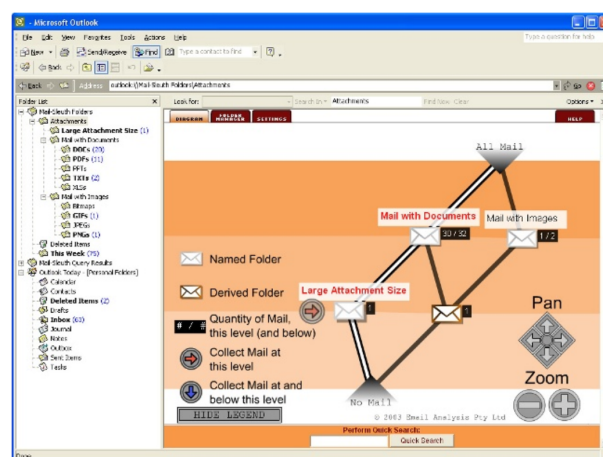 - Microsoft Outlook
File Edit View Favorites Tools Actions Help
Type a question for help
New Send/Receive Find Type a contact to find
Back
Back Address outlook:\\Mail-Sleuth Folders\Attachments Go
Folder List X
Look for: Search In Attachments Find Now Clear Options
Mail-Sleuth Folders
Attachments
Large Attachment Size (1)
Mail with Documents
DOCs (20)
PDFs (11)
PPTs
TXTs (2)
XLSs
Mail with Images
Bitmaps
GIFs (1)
JPEGs
PNGs (1)
Deleted Items
This Week (75)
Mail-Sleuth Query Results
Outlook Today - [Personal Folders]
Calendar
Contacts
Deleted Items (2)
Drafts
Inbox (63)
Journal
Notes
Outbox
Sent Items
Tasks
DIAGRAM
FOLDER MANAGER
SETTINGS
HELP
All Mail
Mail with Documents
30/32
Mail with Images
1/2
Named Folder
Derived Folder
Large Attachment Size
1
1
# / #
Quantity of Mail,
this level (and below)
Collect Mail at
this level
Collect Mail at and
below this level
HIDE LEGEND
Pan
Zoom
No Mail
© 2003 Email Analysis Pty Ltd
Perform Quick Search:
Quick Search
Done